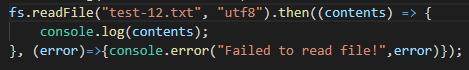 fs.readFile("test-12.txt", "utf8").then((contents) => {
    console.log(contents);
}, (error)=>{console.error("Failed to read file!",error)});